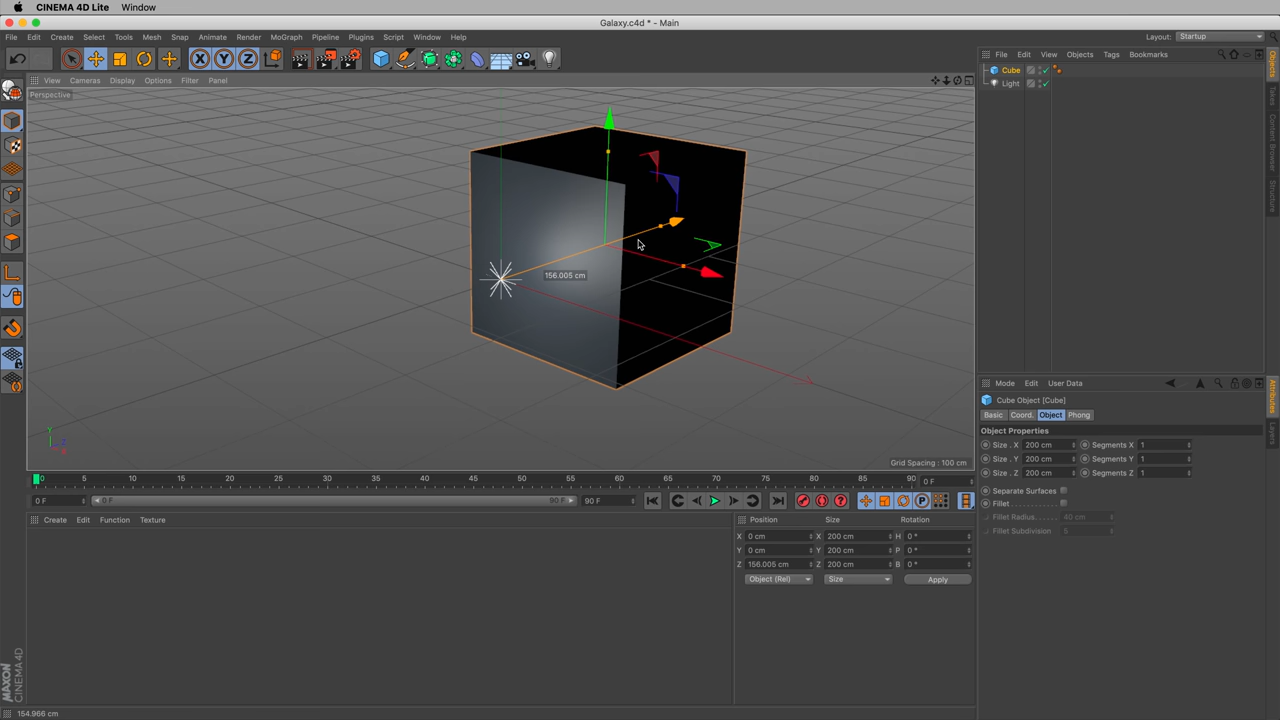 CINEMA 4D Lite Window
Galaxy.c4d * - Main
File Edit Create Select Tools Mesh Snap Animate Render MoGraph Pipeline Plugins Script Window Help
Layout: Startup
X Y Z
File Edit View Objects Tags Bookmarks
View Cameras Display Options Filter Panel
Perspective
Cube
Light
Objects
Takes
Content Browser
Structure
156.005 cm
Mode Edit User Data
Cube Object [Cube]
Basic Coord. Object Phong
Object Properties
Size . X 200 cm Segments X 1
Size . Y 200 cm Segments Y 1
Size . Z 200 cm Segments Z 1
Separate Surfaces
Fillet
Fillet Radius. 40 cm
Fillet Subdivision 5
Attributes
Layers
Y
Z
X
Grid Spacing : 100 cm
0 5 10 15 20 25 30 35 40 45 50 55 60 65 70 75 80 85 90 0 F
0 F 0 F 90 F 90 F P
Create Edit Function Texture
Position Size Rotation
X 0 cm X 200 cm H 0 °
Y 0 cm Y 200 cm P 0 °
Z 156.005 cm Z 200 cm B 0 °
Object (Rel) Size Apply
MAXON
CINEMA 4D
154.966 cm